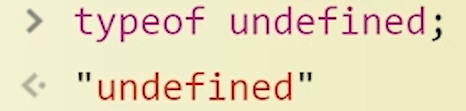 > typeof undefined;
<· "undefined"